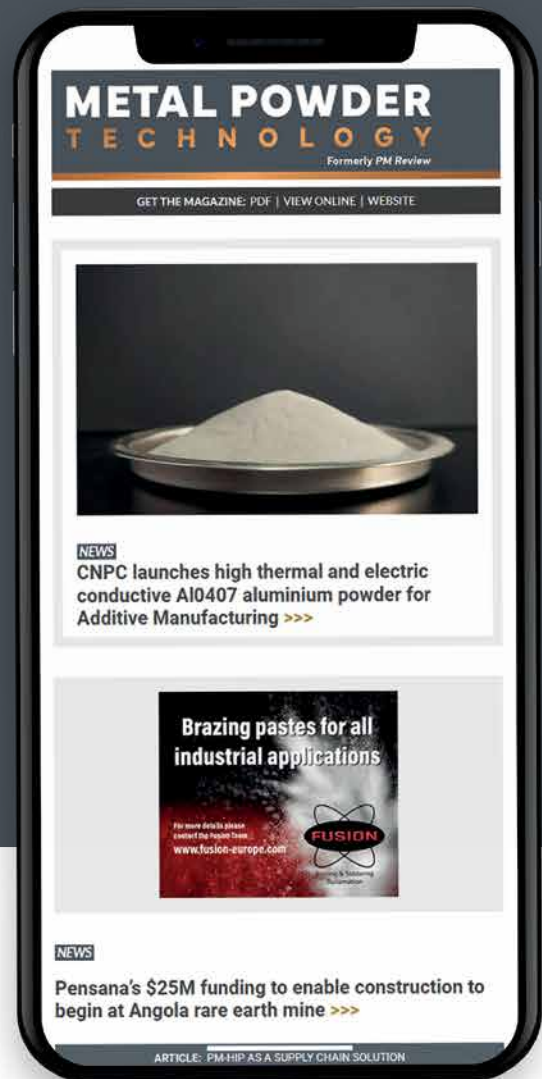 METAL POWDER
TECHNOLOGY
Formerly PM Review
GET THE MAGAZINE: PDF | VIEW ONLINE | WEBSITE
NEWS
CNPC launches high thermal and electric
conductive Al0407 aluminium powder for
Additive Manufacturing >>>
Brazing pastes for all
industrial applications
For more details please
contact the Fusion Team
www.fusion-europe.com
FUSION
Brazing & Soldering
Automation
NEWS
Pensana's $25M funding to enable construction to
begin at Angola rare earth mine >>>
ARTICLE: PM-HIP AS A SUPPLY CHAIN SOLUTION